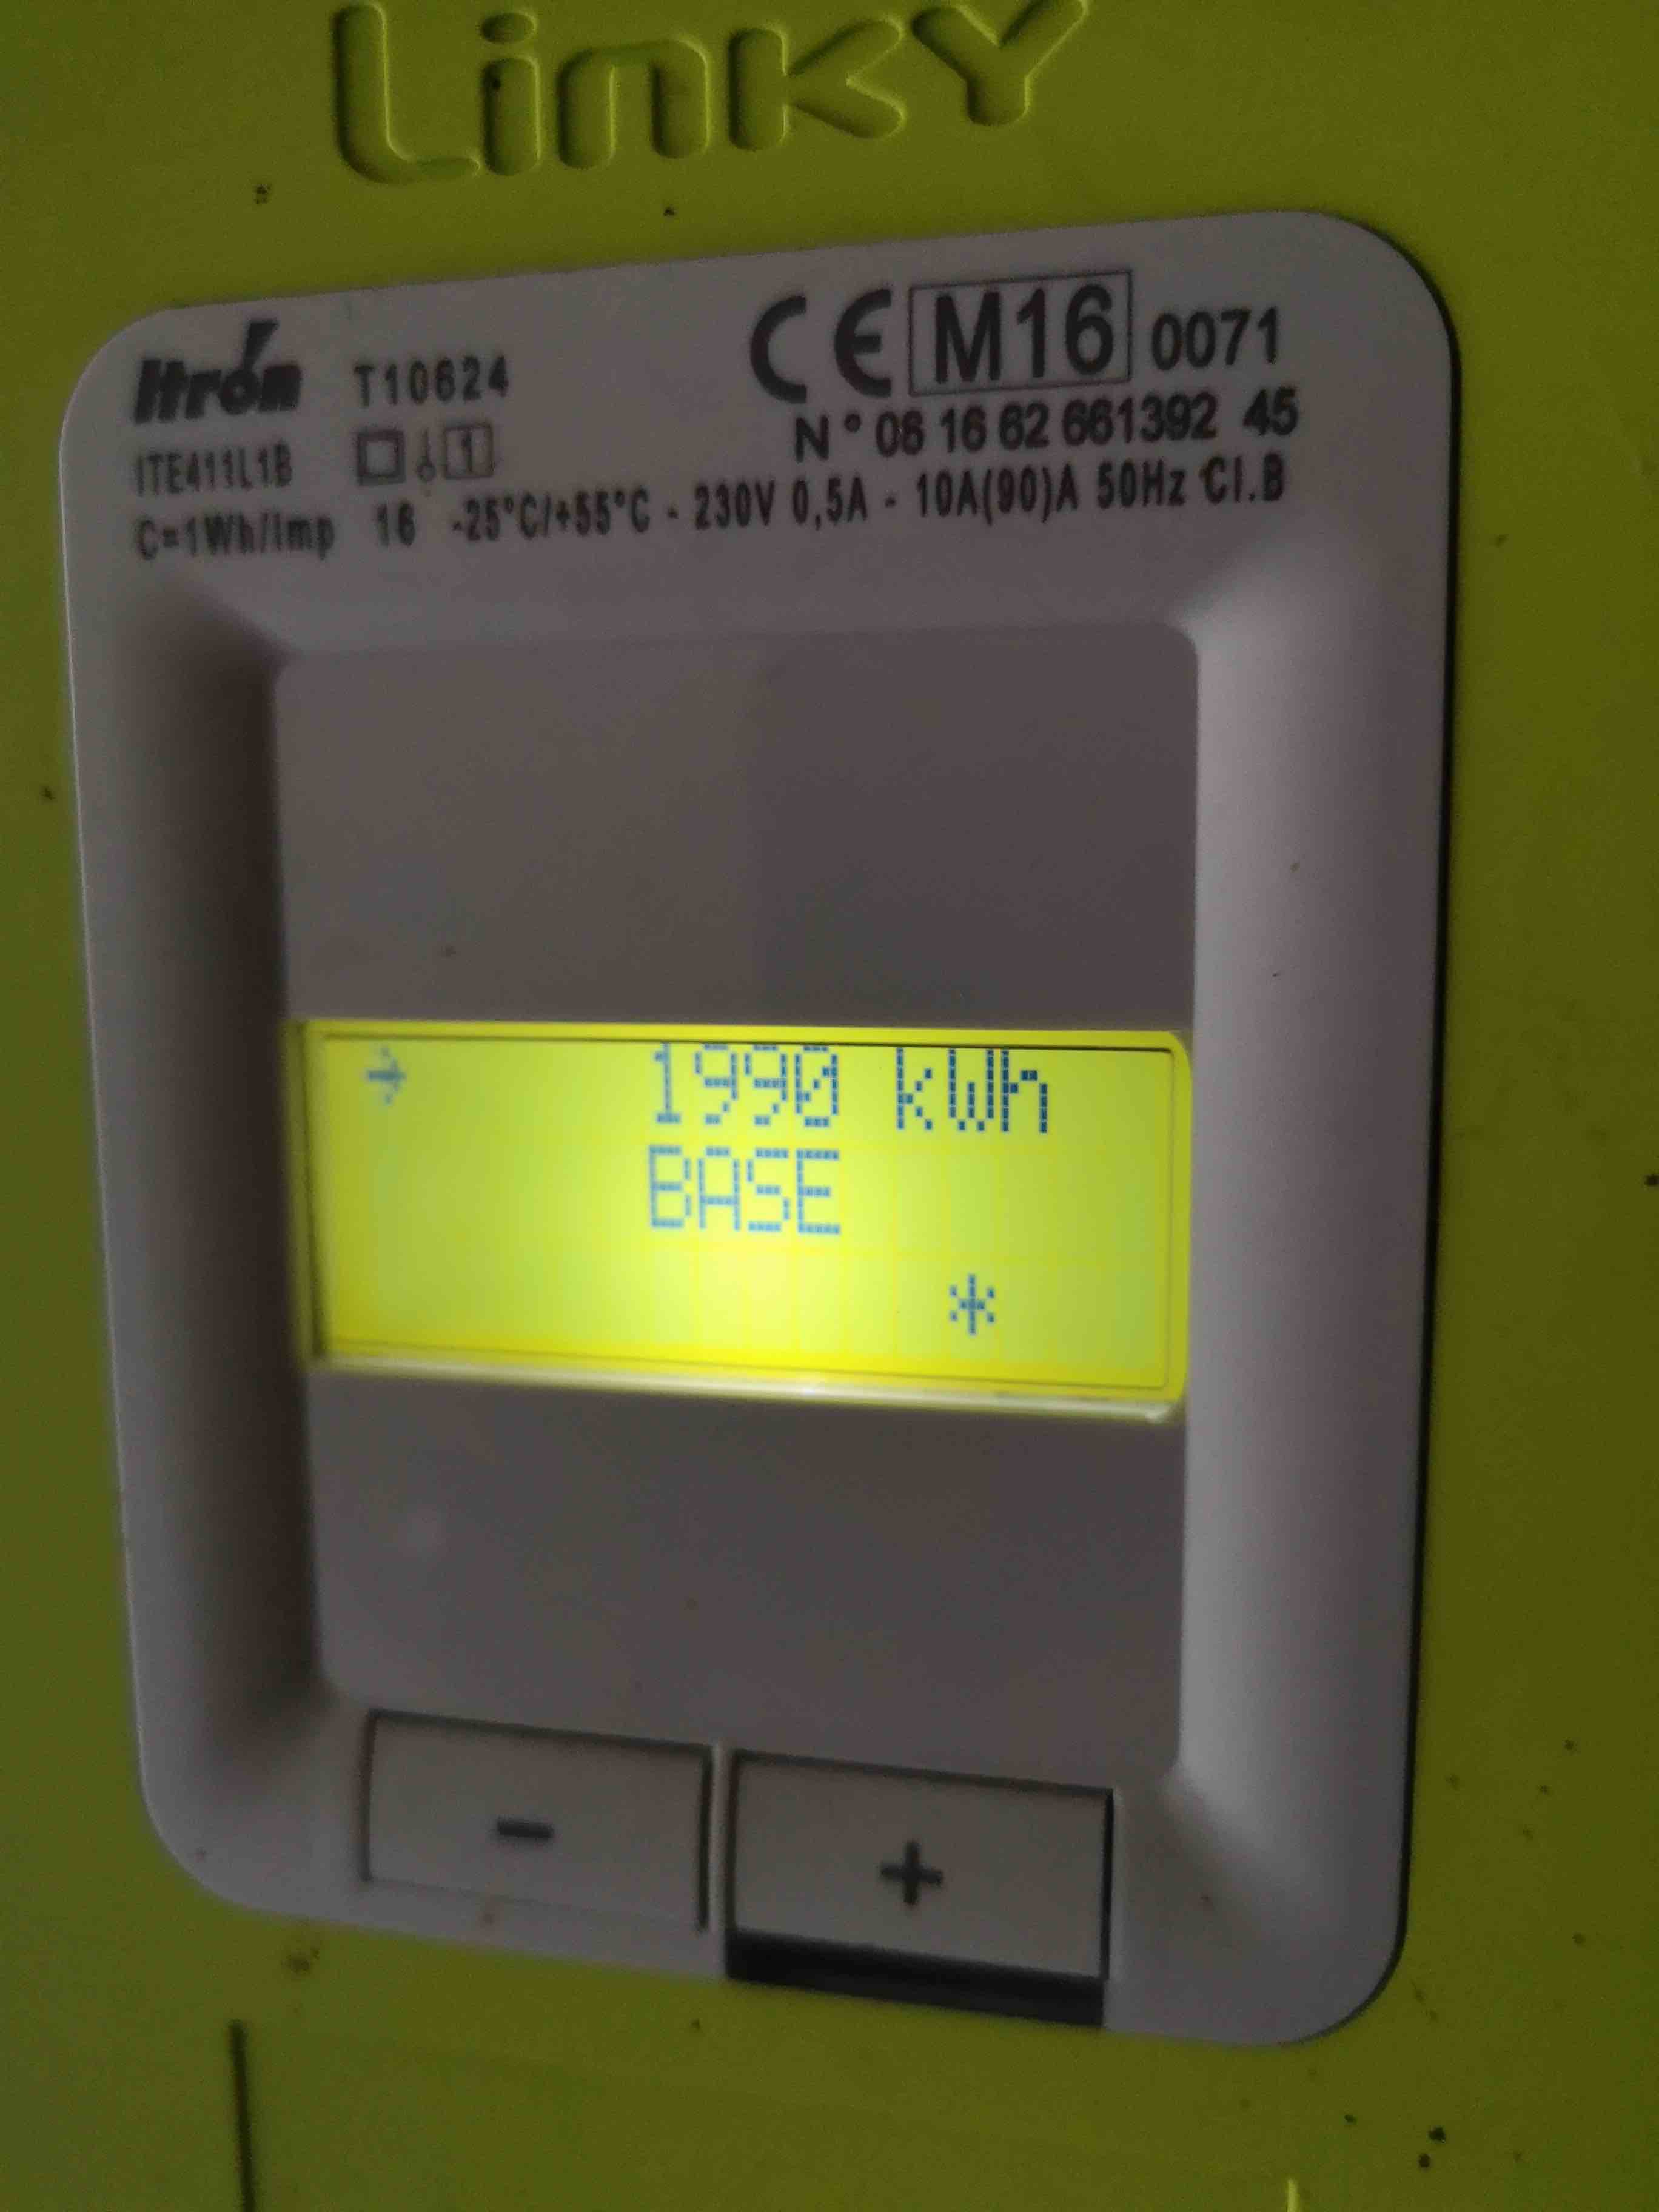 LinKY
Itron T10624 CE M16 0071
N° 06 16 62 661392 45
ITE411L1B 1
C=1Wh/Imp 16 -25°C/+55°C - 230V 0,5A - 10A(90)A 50Hz Cl.B
→ 1990 kWh
BASE
*
- +